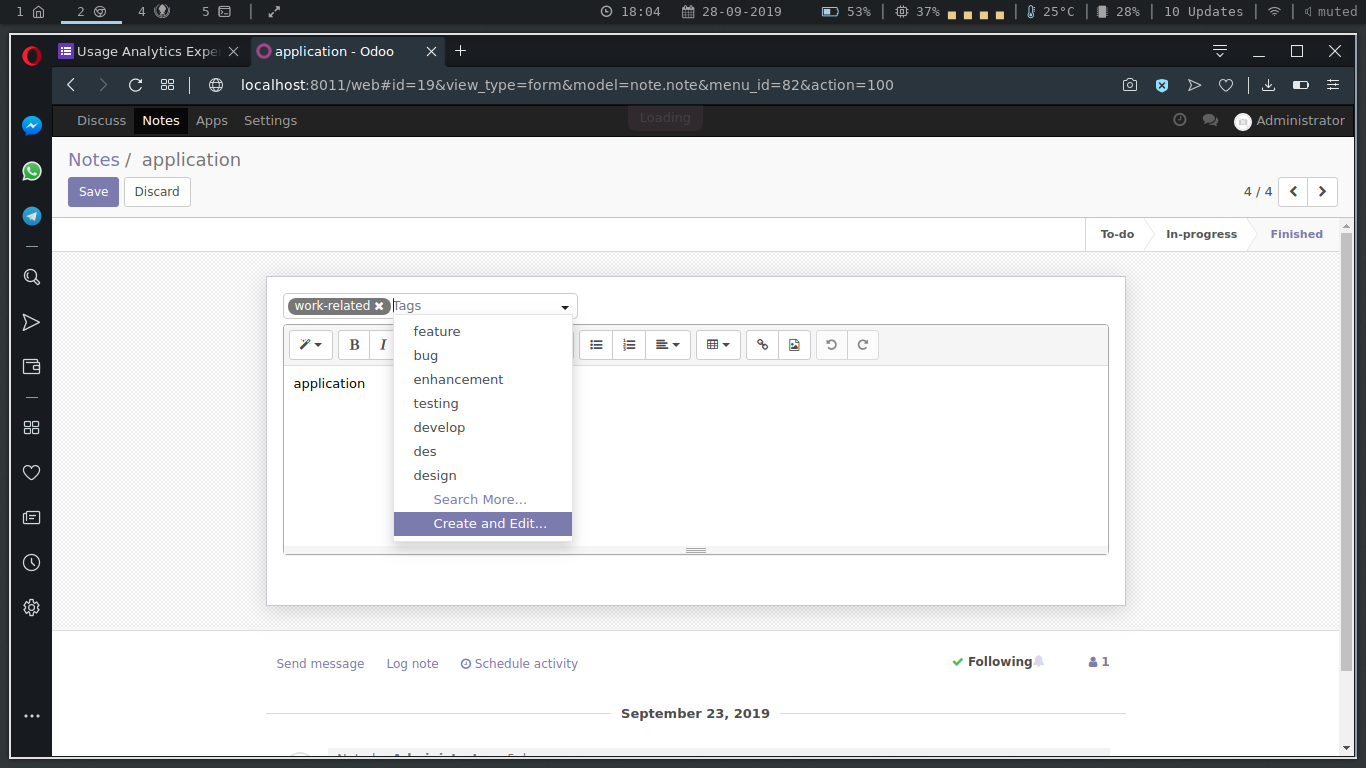 1 2 4 5 18:04 28-09-2019 53% 37% 25°C 28% 10 Updates muted
Usage Analytics Expe application - Odoo
localhost:8011/web#id=19&view_type=form&model=note.note&menu_id=82&action=100
Discuss Notes Apps Settings Loading Administrator
Notes / application
Save Discard 4 / 4
To-do In-progress Finished
work-related Tags
feature
B I
bug
enhancement
application
testing
develop
des
design
Search More...
Create and Edit...
Send message Log note Schedule activity Following 1
September 23, 2019